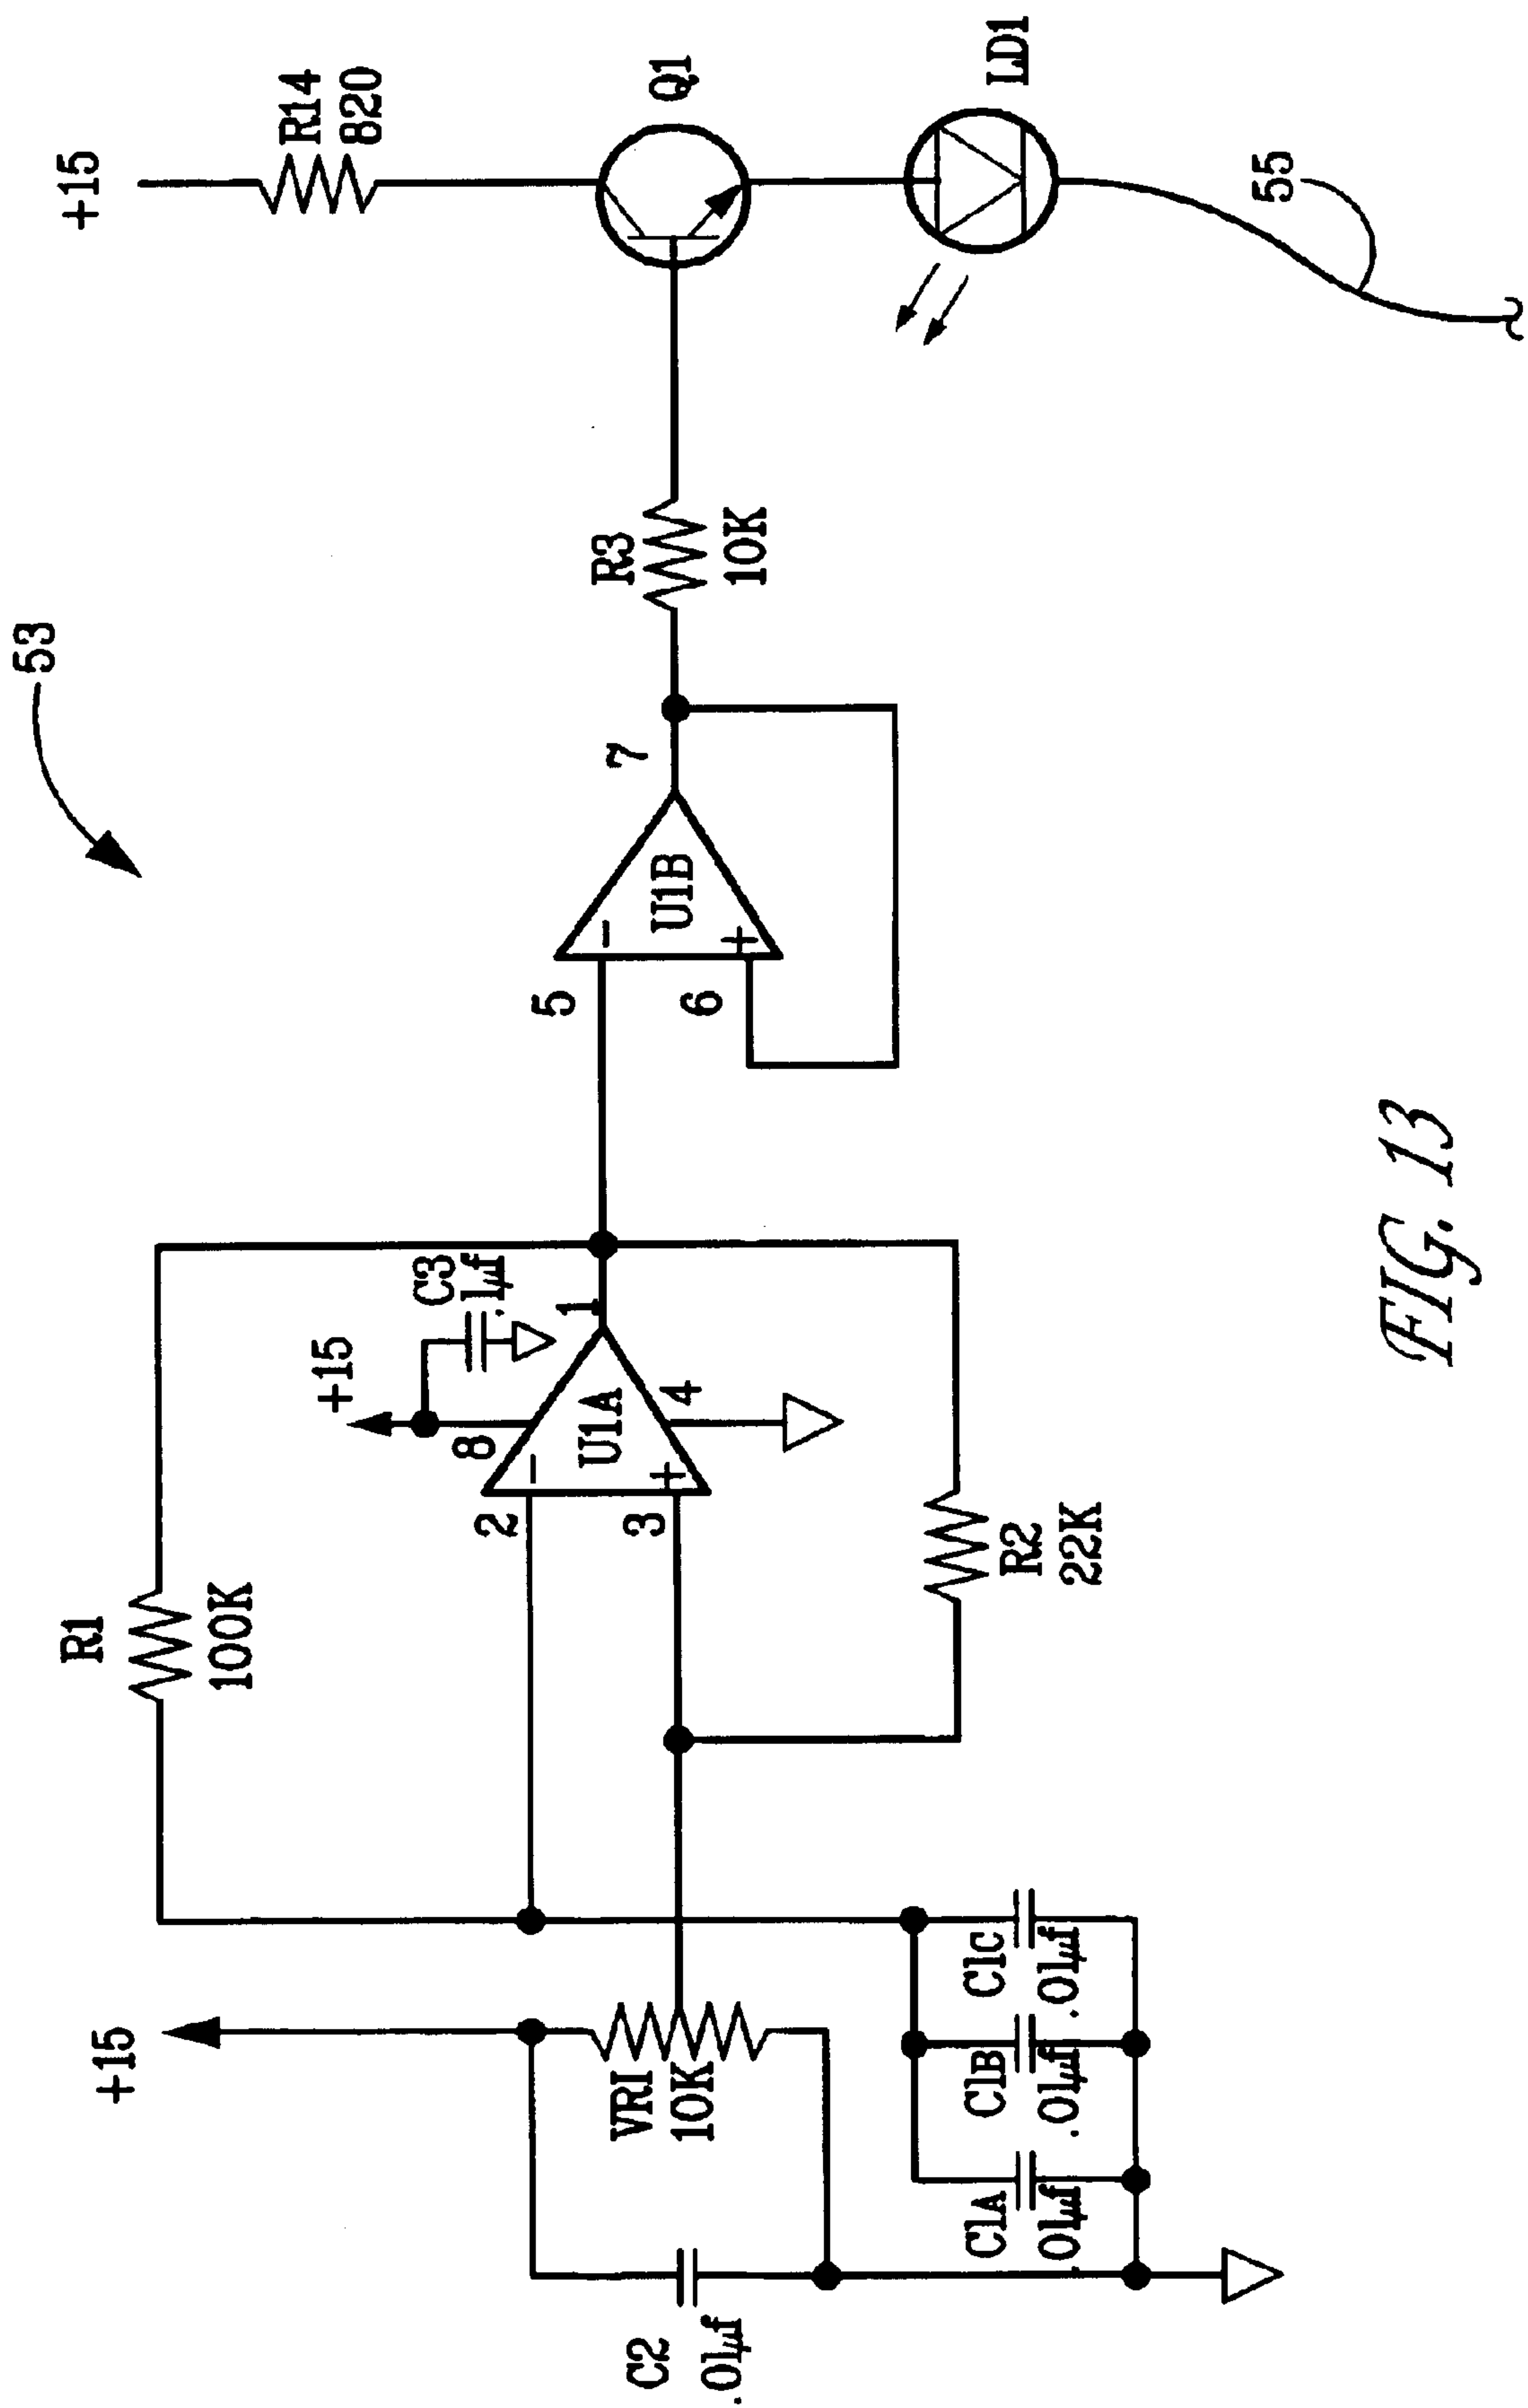 53
+15
R14
820
Q1
LD1
55
R3
10K
7
U1B
-
+
5
6
R1
100K
+15
C3
.1µf
8
1
U1A
-
+
2
3
4
R2
22K
+15
VRI
10K
C2
.01µf
C1A
.01µf
C1B
.01µf
C1C
.01µf
FIG. 13